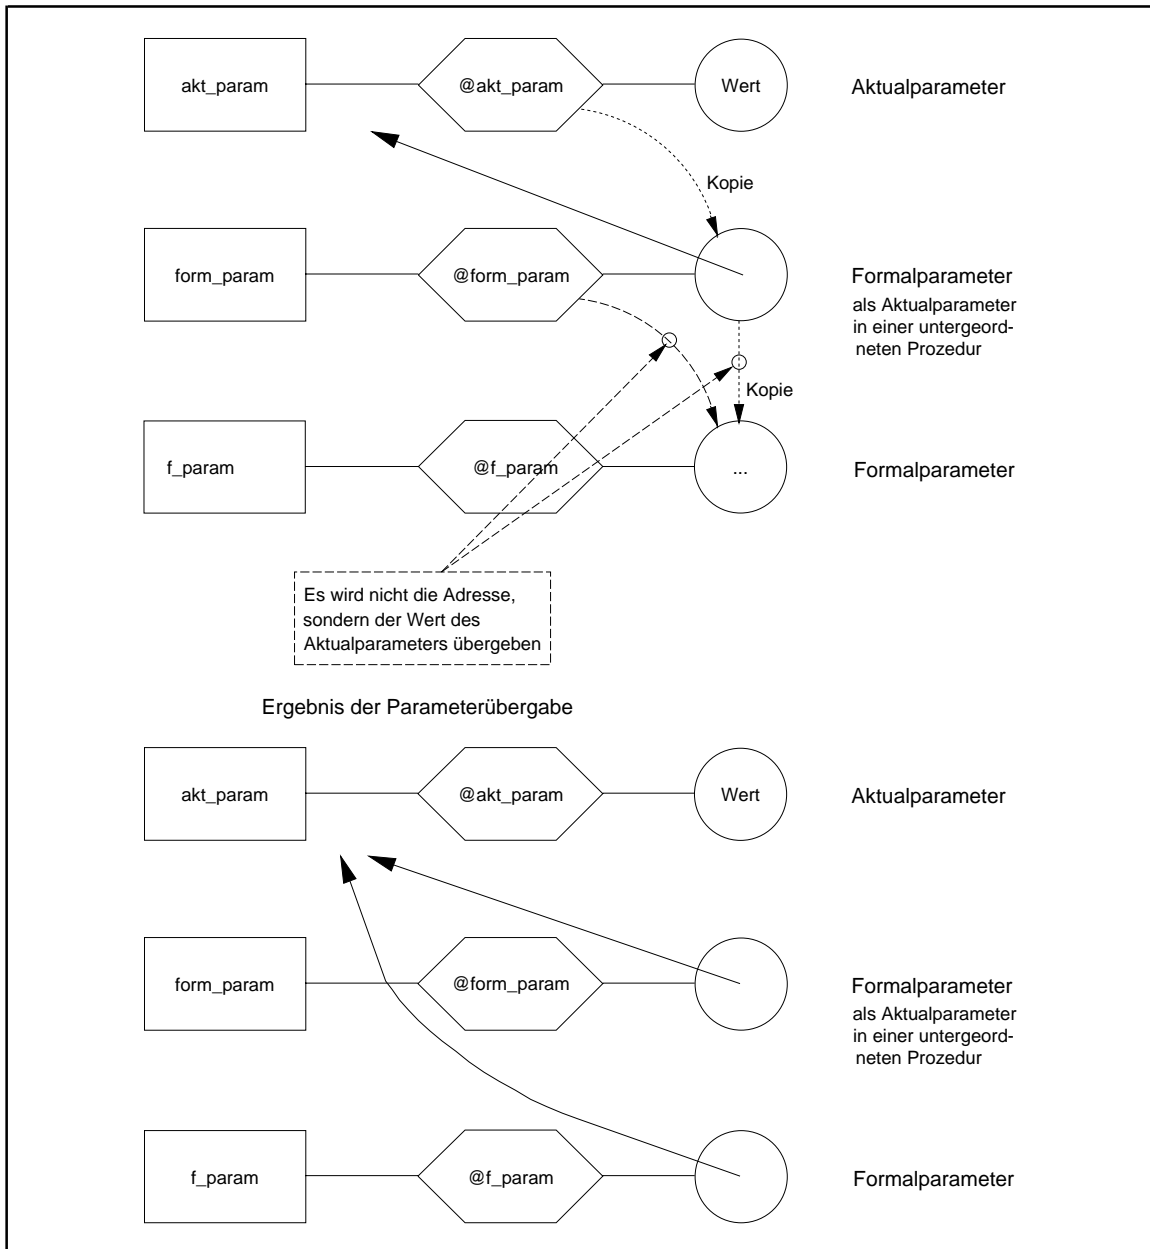 akt_param
@akt_param
Wert
Aktualparameter
Kopie
form_param
@form_param
Formalparameter
als Aktualparameter
in einer untergeord-
neten Prozedur
Kopie
f_param
@f_param
...
Formalparameter
Es wird nicht die Adresse,
sondern der Wert des
Aktualparameters übergeben
Ergebnis der Parameterübergabe
akt_param
@akt_param
Wert
Aktualparameter
form_param
@form_param
Formalparameter
als Aktualparameter
in einer untergeord-
neten Prozedur
f_param
@f_param
Formalparameter